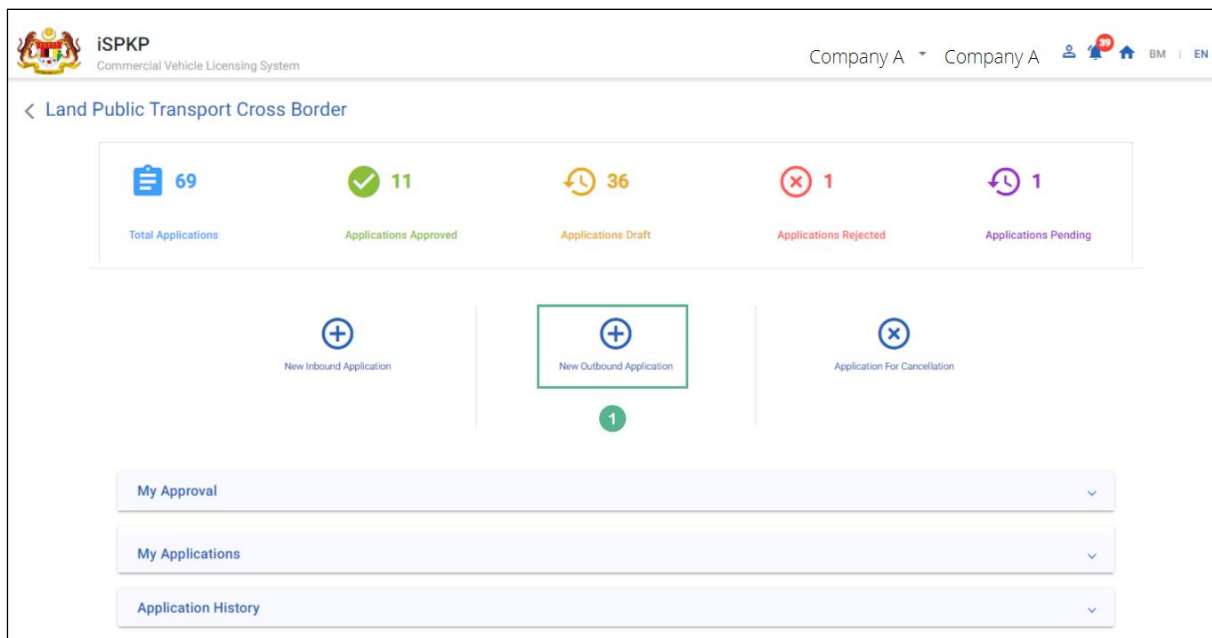 iSPKP
Commercial Vehicle Licensing System
Company A Company A 39 BM | EN
Land Public Transport Cross Border
69 11 36 1 1
Total Applications Applications Approved Applications Draft Applications Rejected Applications Pending
New Inbound Application New Outbound Application Application For Cancellation
1
My Approval
My Applications
Application History